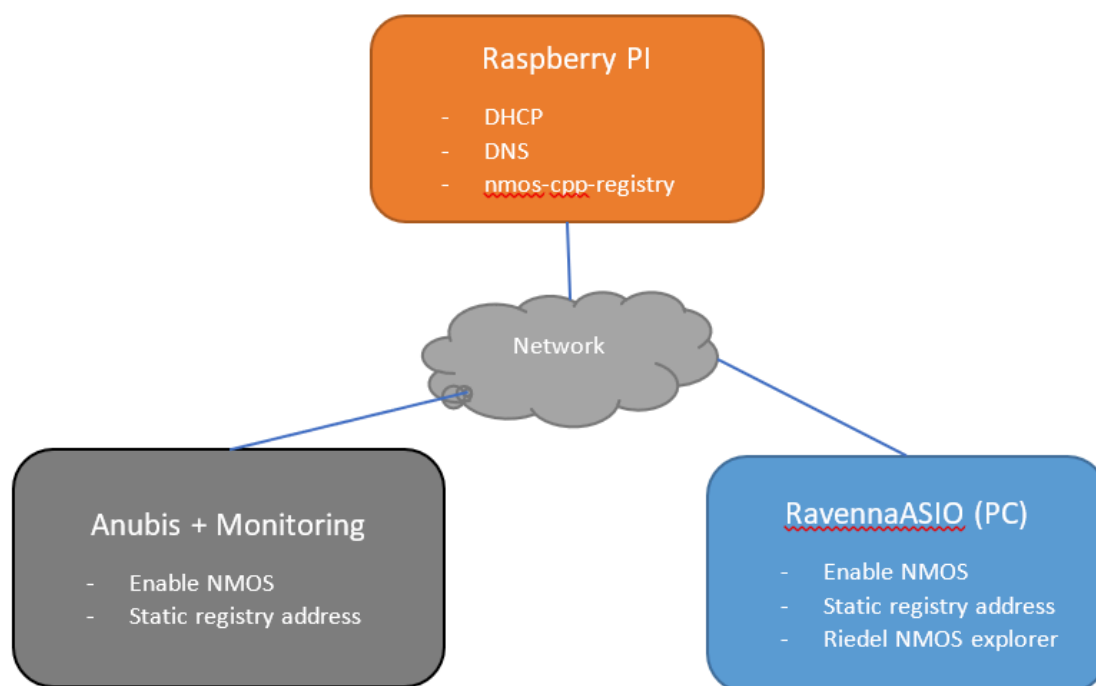 Raspberry PI
- DHCP
- DNS
- nmos-cpp-registry
Network
Anubis + Monitoring
- Enable NMOS
- Static registry address
RavennaASIO (PC)
- Enable NMOS
- Static registry address
- Riedel NMOS explorer